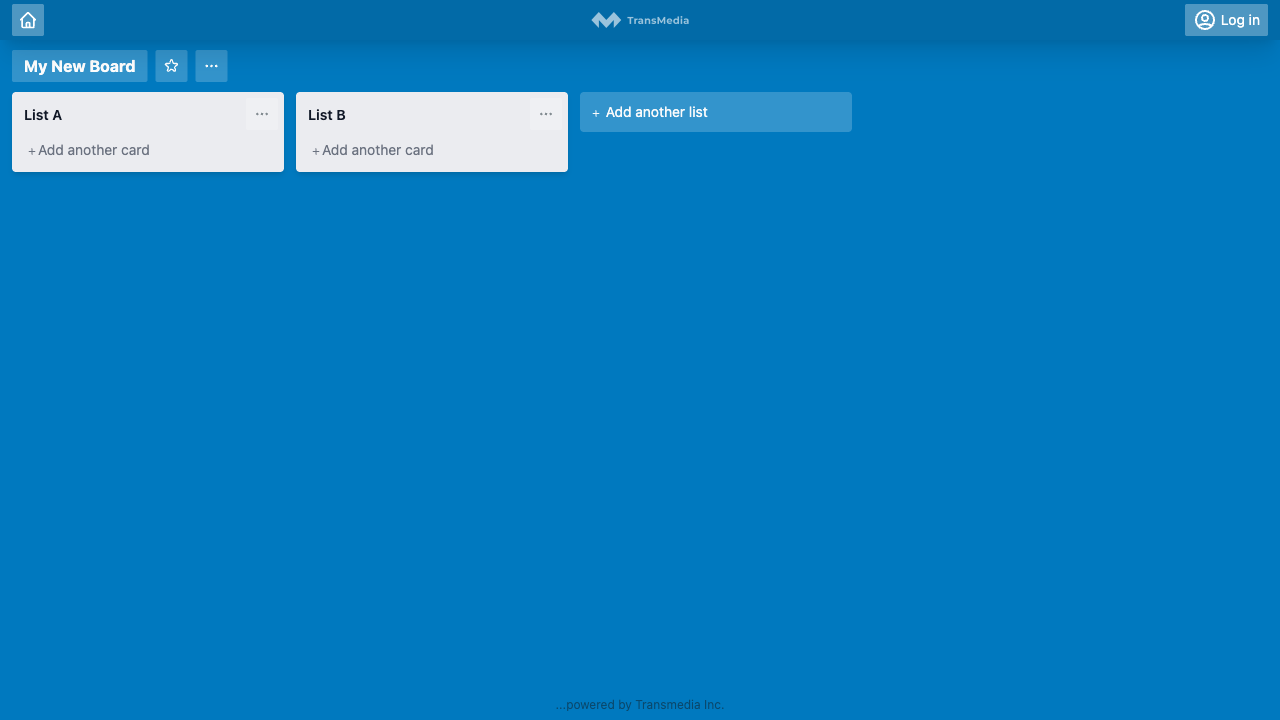 TransMedia
Log in
My New Board
List A
+ Add another card
List B
+ Add another card
+ Add another list
...powered by Transmedia Inc.